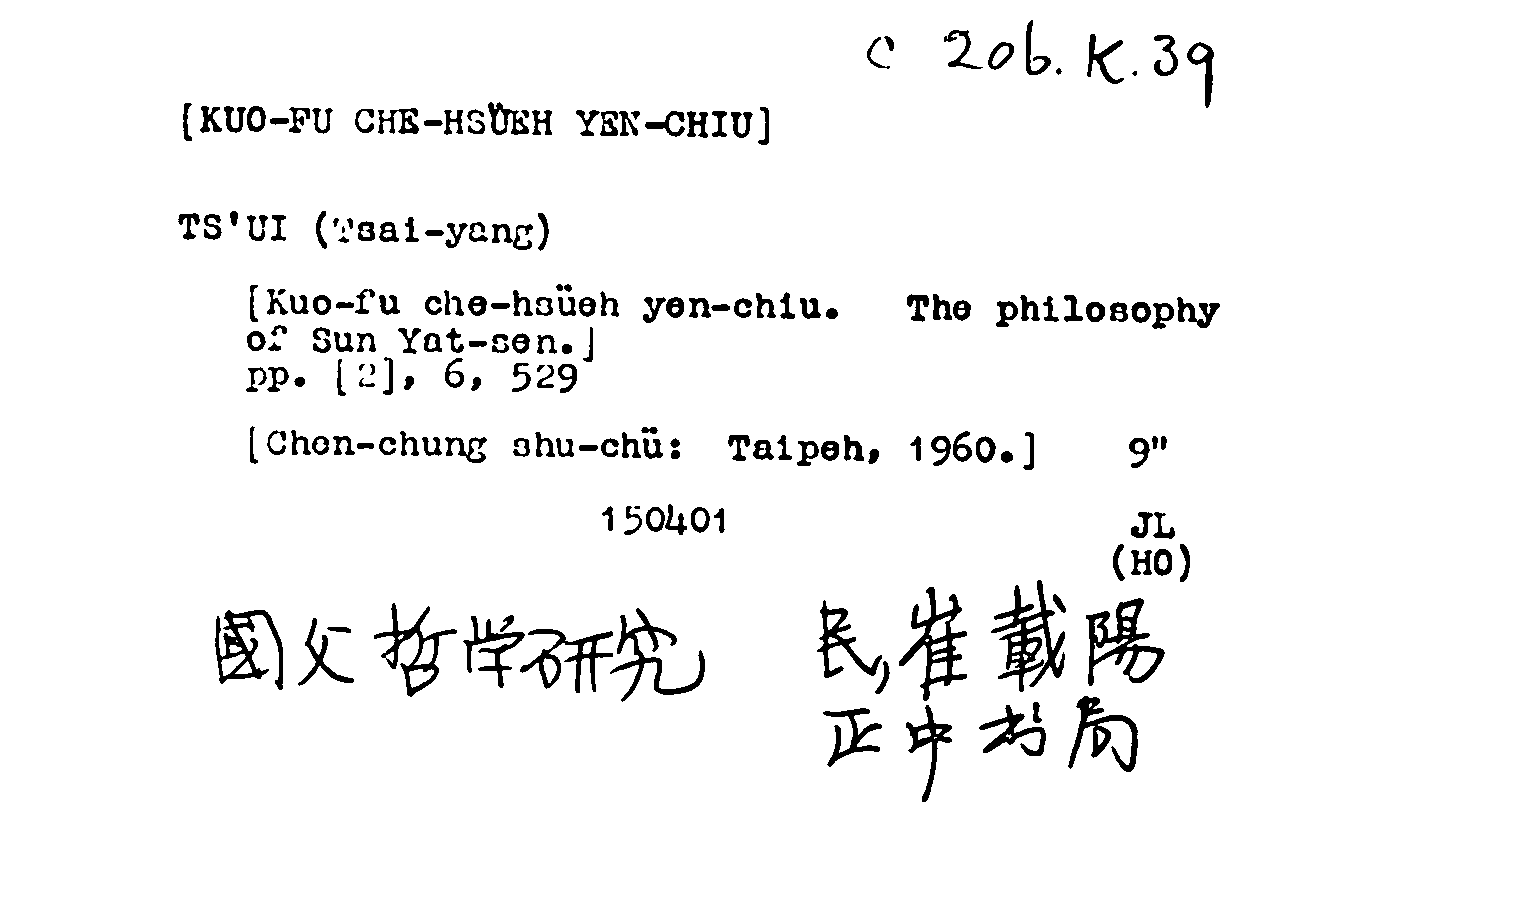 C 206.K.39
[KUO-FU CHE-HSÜEH YEN-CHIU]
TS'UI (Tsai-yang)
[Kuo-fu che-hsüeh yen-chiu. The philosophy
of Sun Yat-sen.]
pp. [2], 6, 529
[Chen-chung shu-chü: Taipeh, 1960.] 9"
150401 JL
(HO)
國父哲学研究 民,崔載陽
正中书局